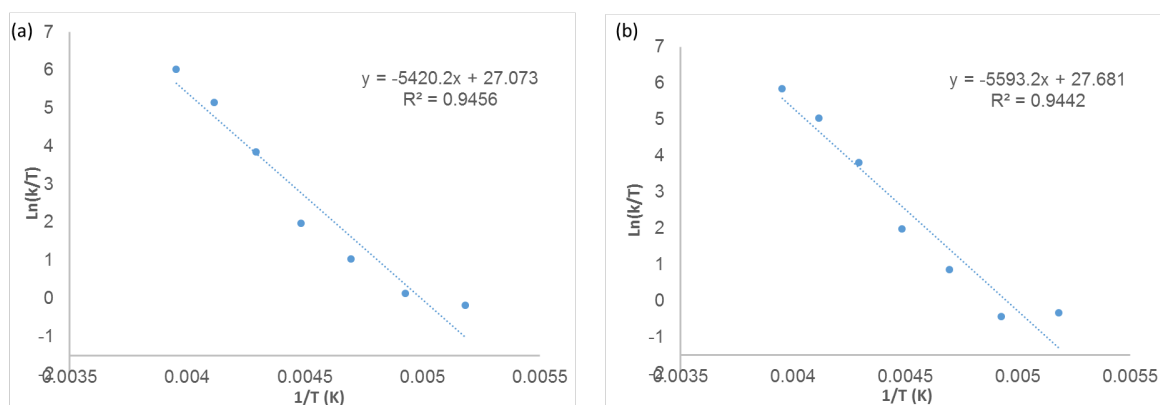 (a)
7
6
5
4
3
2
1
0
-1
-2
Ln(k/T)
y = -5420.2x + 27.073
R² = 0.9456
0.0035 0.004 0.0045 0.005 0.0055
1/T (K)
(b)
7
6
5
4
3
2
1
0
-1
-2
Ln(k/T)
y = -5593.2x + 27.681
R² = 0.9442
0.0035 0.004 0.0045 0.005 0.0055
1/T (K)